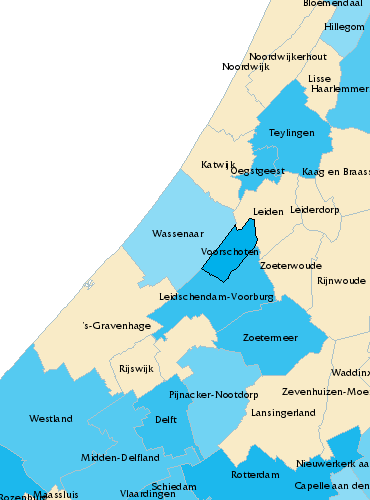 Bloemendaal
Hillegom
Noordwijkerhout
Noordwijk
Lisse
Haarlemmer
Teylingen
Katwijk
Oegstgeest
Kaag en Braass
Leiden
Leiderdorp
Wassenaar
Voorschoten
Zoeterwoude
Rijnwoude
Leidschendam-Voorburg
's-Gravenhage
Zoetermeer
Rijswijk
Waddinx
Pijnacker-Nootdorp
Zevenhuizen-Moe
Westland
Delft
Lansingerland
Midden-Delfland
Nieuwerkerk aa
Rotterdam
Schiedam
Capelle aan den
Rozenburg
Maassluis
Vlaardingen